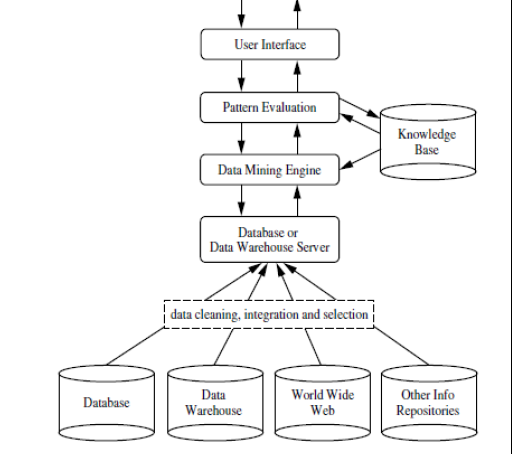 User Interface
Pattern Evaluation
Knowledge
Base
Data Mining Engine
Database or
Data Warehouse Server
data cleaning, integration and selection
Database
Data
Warehouse
World Wide
Web
Other Info
Repositories